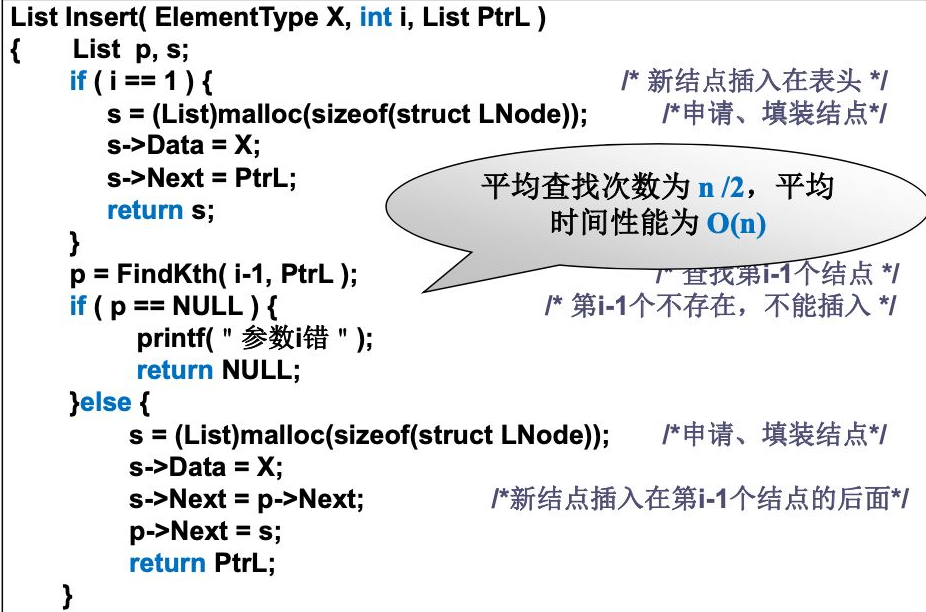 List Insert( ElementType X, int i, List PtrL )
{ List p, s;
if ( i == 1 ) { /* 新结点插入在表头 */
s = (List)malloc(sizeof(struct LNode)); /*申请、填装结点*/
s->Data = X;
s->Next = PtrL;
return s;
}
平均查找次数为 n /2，平均
时间性能为 O(n)
p = FindKth( i-1, PtrL ); /* 查找第i-1个结点 */
if ( p == NULL ) { /* 第i-1个不存在，不能插入 */
printf( " 参数i错 " );
return NULL;
}else {
s = (List)malloc(sizeof(struct LNode)); /*申请、填装结点*/
s->Data = X;
s->Next = p->Next; /*新结点插入在第i-1个结点的后面*/
p->Next = s;
return PtrL;
}